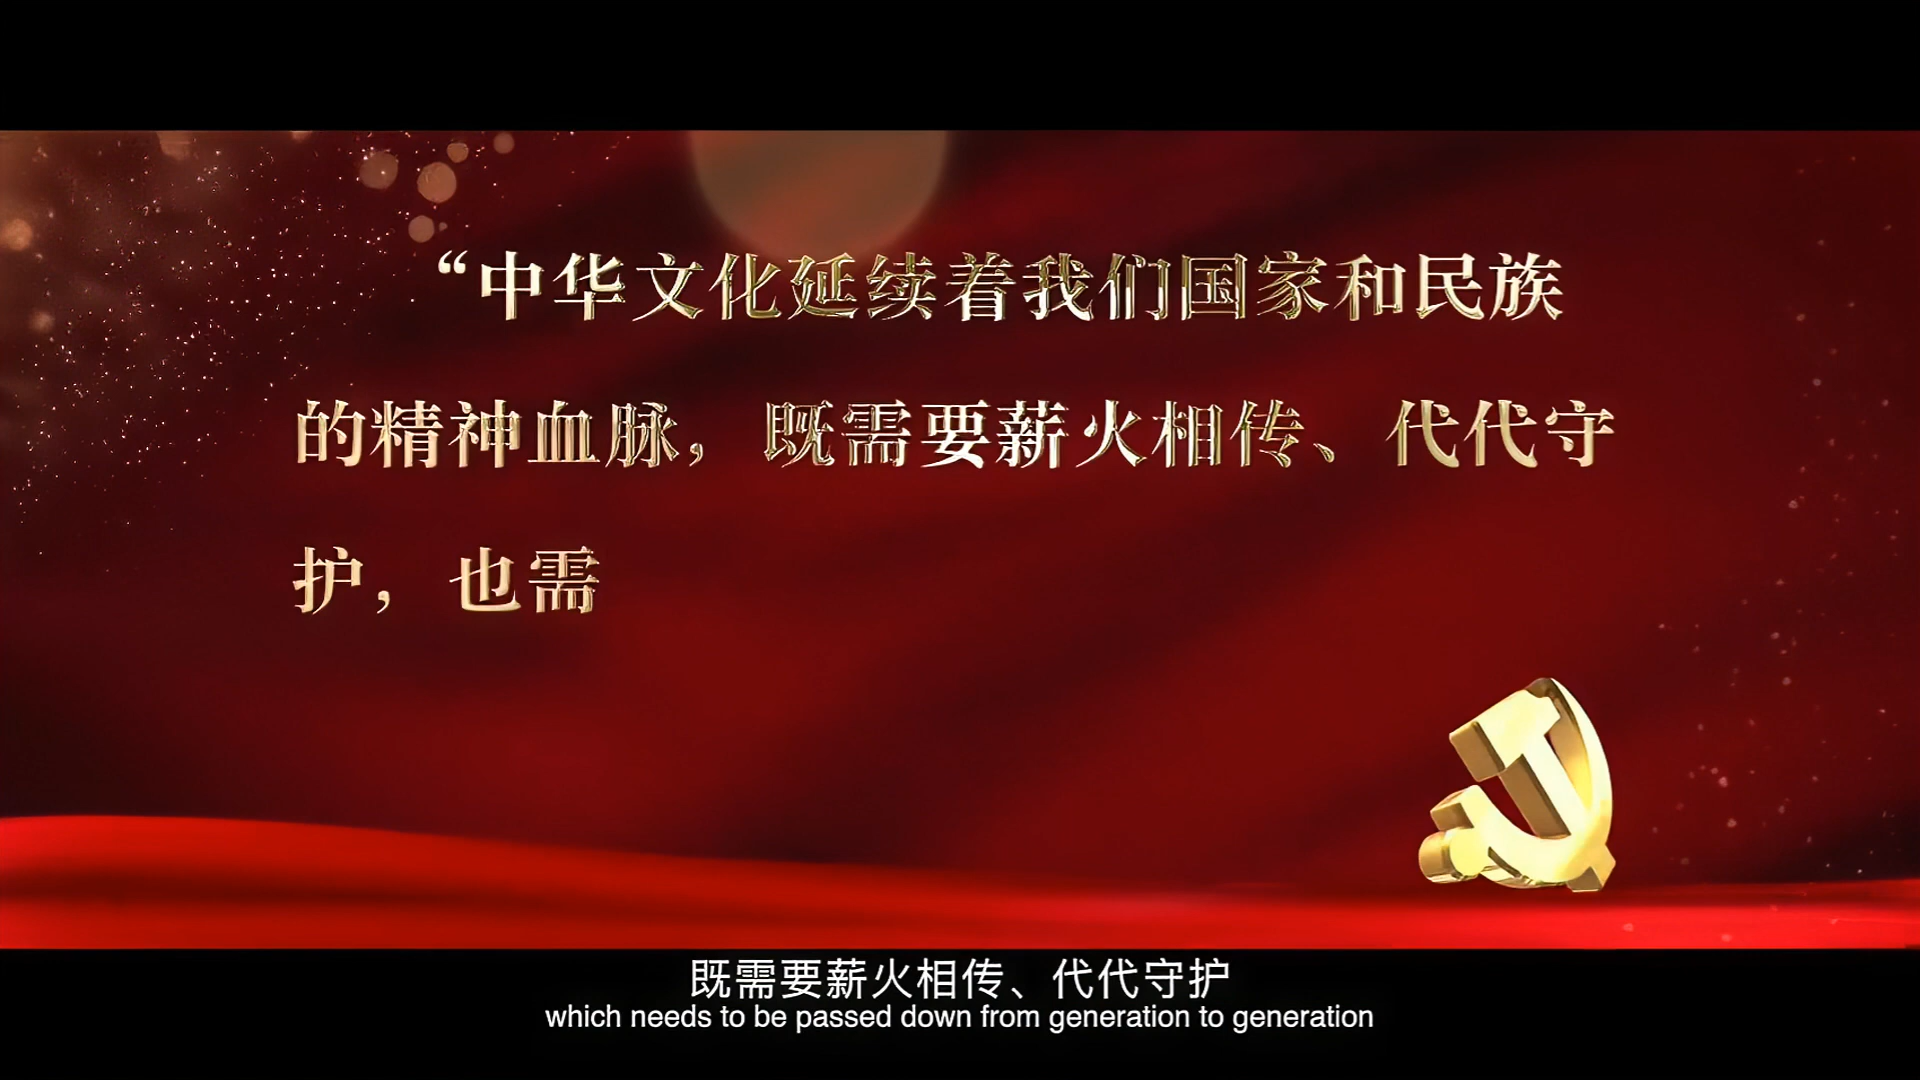 “中华文化延续着我们国家和民族
的精神血脉，既需要薪火相传、代代守
护，也需
既需要薪火相传、代代守护
which needs to be passed down from generation to generation